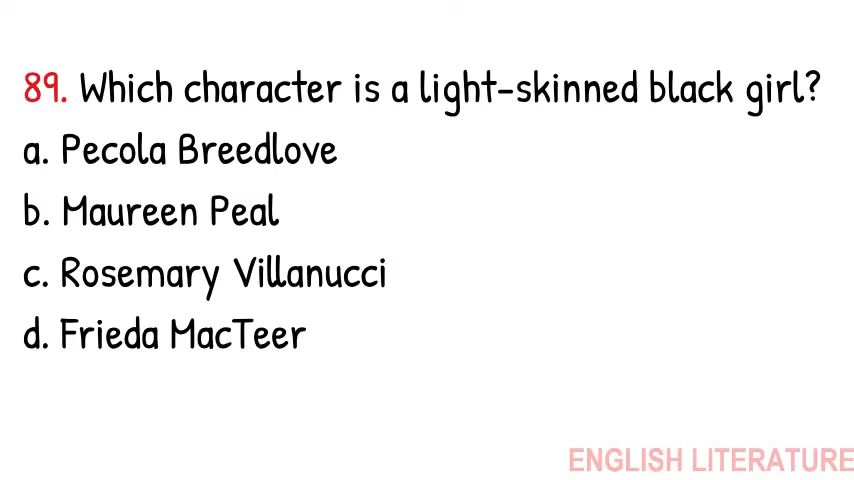 89. Which character is a light-skinned black girl?
a. Pecola Breedlove
b. Maureen Peal
c. Rosemary Villanucci
d. Frieda MacTeer
ENGLISH LITERATURE